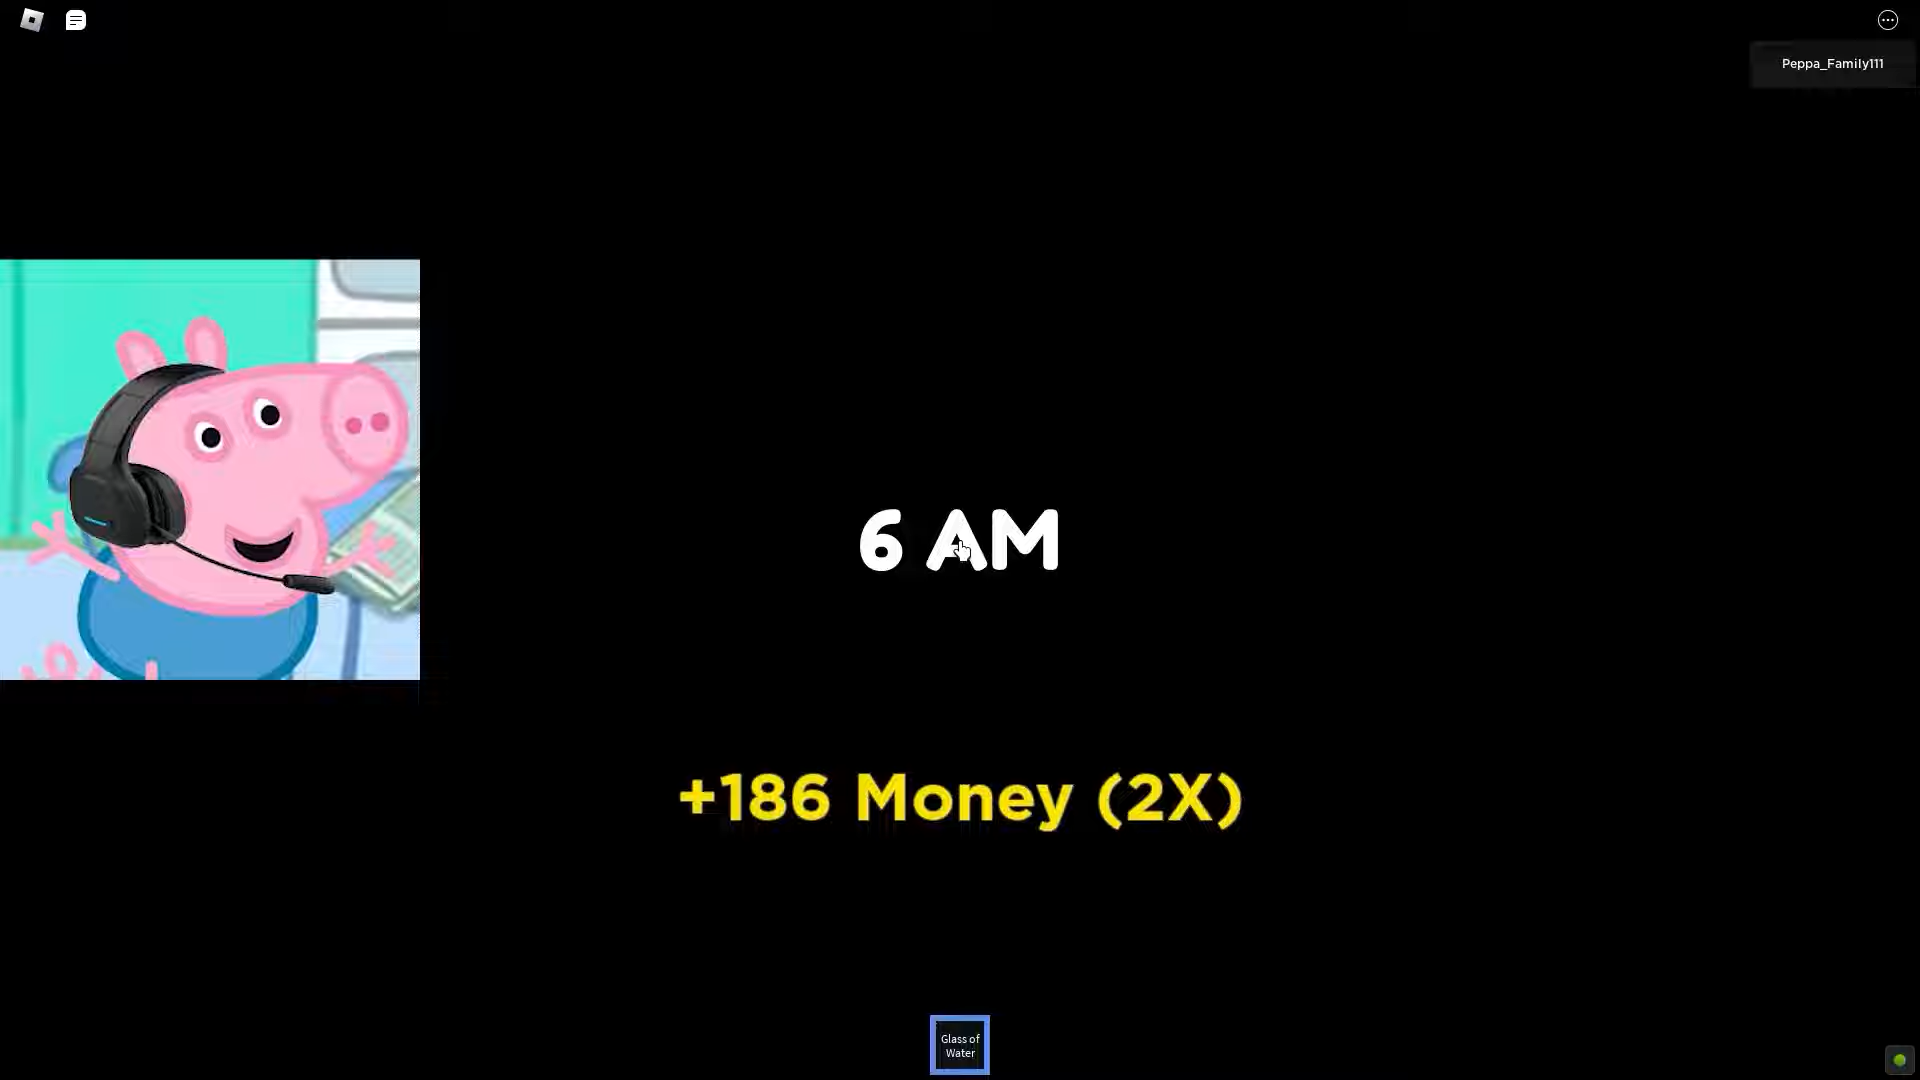 Peppa_Family111
6 AM
+186 Money (2X)
Glass of
Water